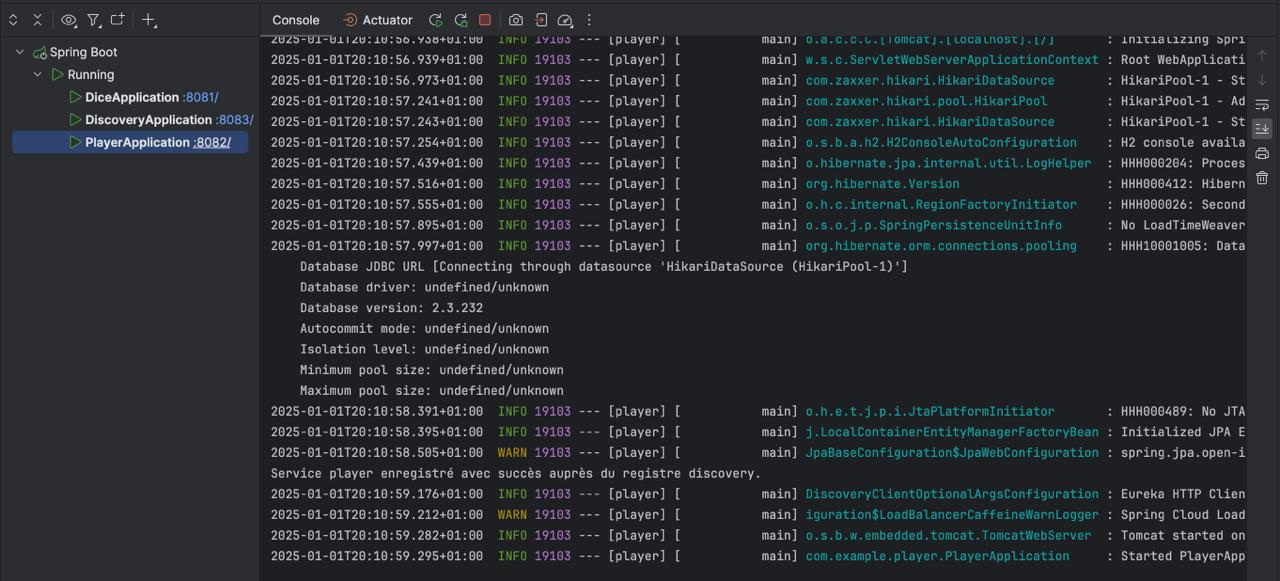 Console Actuator
Spring Boot
Running
DiceApplication :8081/
DiscoveryApplication :8083/
PlayerApplication :8082/
2025-01-01T20:10:56.938+01:00 INFO 19103 --- [player] [ main] o.a.c.c.C.[Tomcat].[localhost].[/] : Initializing Spri
2025-01-01T20:10:56.939+01:00 INFO 19103 --- [player] [ main] w.s.c.ServletWebServerApplicationContext : Root WebApplicati
2025-01-01T20:10:56.973+01:00 INFO 19103 --- [player] [ main] com.zaxxer.hikari.HikariDataSource : HikariPool-1 - St
2025-01-01T20:10:57.241+01:00 INFO 19103 --- [player] [ main] com.zaxxer.hikari.pool.HikariPool : HikariPool-1 - Ad
2025-01-01T20:10:57.243+01:00 INFO 19103 --- [player] [ main] com.zaxxer.hikari.HikariDataSource : HikariPool-1 - St
2025-01-01T20:10:57.254+01:00 INFO 19103 --- [player] [ main] o.s.b.a.h2.H2ConsoleAutoConfiguration : H2 console availa
2025-01-01T20:10:57.439+01:00 INFO 19103 --- [player] [ main] o.hibernate.jpa.internal.util.LogHelper : HHH000204: Proces
2025-01-01T20:10:57.516+01:00 INFO 19103 --- [player] [ main] org.hibernate.Version : HHH000412: Hibern
2025-01-01T20:10:57.555+01:00 INFO 19103 --- [player] [ main] o.h.c.internal.RegionFactoryInitiator : HHH000026: Second
2025-01-01T20:10:57.895+01:00 INFO 19103 --- [player] [ main] o.s.o.j.p.SpringPersistenceUnitInfo : No LoadTimeWeaver
2025-01-01T20:10:57.997+01:00 INFO 19103 --- [player] [ main] org.hibernate.orm.connections.pooling : HHH10001005: Data
Database JDBC URL [Connecting through datasource 'HikariDataSource (HikariPool-1)']
Database driver: undefined/unknown
Database version: 2.3.232
Autocommit mode: undefined/unknown
Isolation level: undefined/unknown
Minimum pool size: undefined/unknown
Maximum pool size: undefined/unknown
2025-01-01T20:10:58.391+01:00 INFO 19103 --- [player] [ main] o.h.e.t.j.p.i.JtaPlatformInitiator : HHH000489: No JTA
2025-01-01T20:10:58.395+01:00 INFO 19103 --- [player] [ main] j.LocalContainerEntityManagerFactoryBean : Initialized JPA E
2025-01-01T20:10:58.505+01:00 WARN 19103 --- [player] [ main] JpaBaseConfiguration$JpaWebConfiguration : spring.jpa.open-i
Service player enregistré avec succès auprès du registre discovery.
2025-01-01T20:10:59.176+01:00 INFO 19103 --- [player] [ main] DiscoveryClientOptionalArgsConfiguration : Eureka HTTP Clien
2025-01-01T20:10:59.212+01:00 WARN 19103 --- [player] [ main] iguration$LoadBalancerCaffeineWarnLogger : Spring Cloud Load
2025-01-01T20:10:59.282+01:00 INFO 19103 --- [player] [ main] o.s.b.w.embedded.tomcat.TomcatWebServer : Tomcat started on
2025-01-01T20:10:59.295+01:00 INFO 19103 --- [player] [ main] com.example.player.PlayerApplication : Started PlayerApp